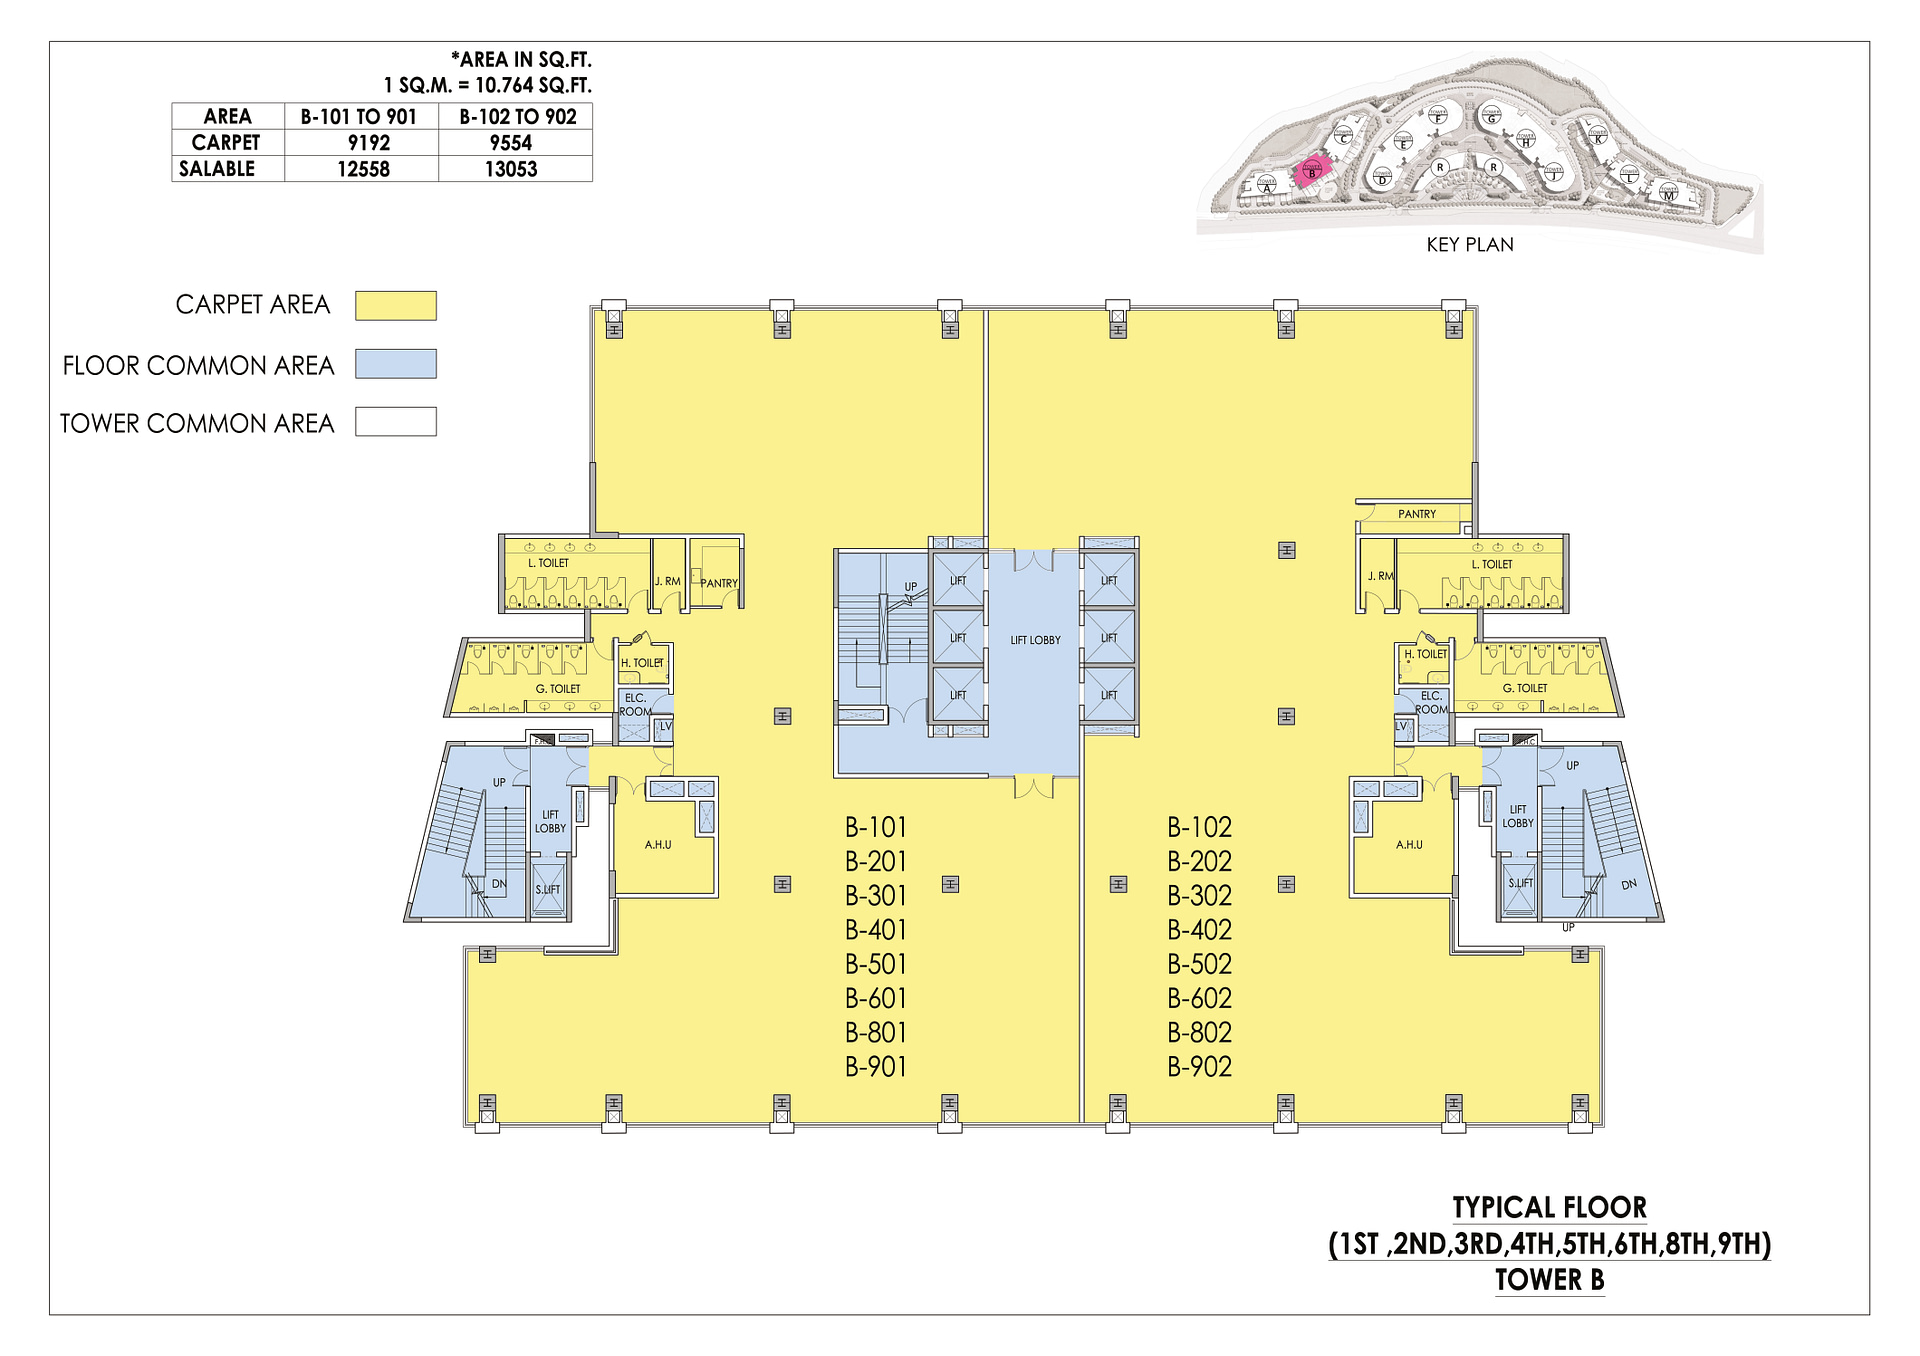 *AREA IN SQ.FT.
1 SQ.M. = 10.764 SQ.FT.
AREA B-101 TO 901 B-102 TO 902
CARPET 9192 9554
SALABLE 12558 13053
TOWER A
TOWER B
TOWER C
TOWER D
TOWER E
TOWER F
TOWER G
TOWER H
R
R
TOWER J
TOWER K
TOWER L
TOWER M
KEY PLAN
CARPET AREA
FLOOR COMMON AREA
TOWER COMMON AREA
PANTRY
L. TOILET
J. RM
PANTRY
UP
LIFT
LIFT
LIFT
LIFT LOBBY
LIFT
LIFT
LIFT
J. RM
L. TOILET
H. TOILET
G. TOILET
ELC.
ROOM
LV
H. TOILET
G. TOILET
ELC.
ROOM
LV
F.H.C.
UP
LIFT
LOBBY
A.H.U
DN
S.LIFT
UP
LIFT
LOBBY
A.H.U
S.LIFT
DN
UP
B-101
B-201
B-301
B-401
B-501
B-601
B-801
B-901
B-102
B-202
B-302
B-402
B-502
B-602
B-802
B-902
TYPICAL FLOOR
(1ST ,2ND,3RD,4TH,5TH,6TH,8TH,9TH)
TOWER B